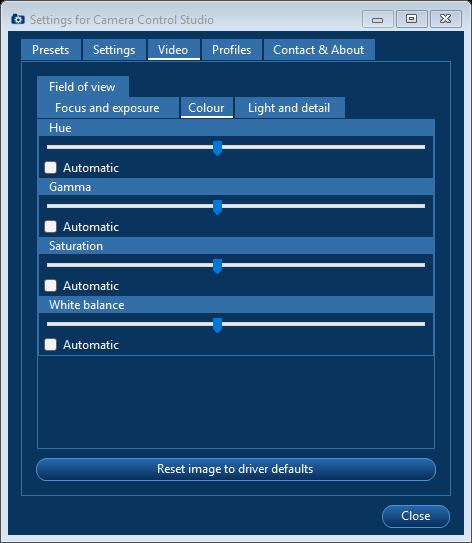 Settings for Camera Control Studio
Presets Settings Video Profiles Contact & About
Field of view
Focus and exposure Colour Light and detail
Hue
Automatic
Gamma
Automatic
Saturation
Automatic
White balance
Automatic
Reset image to driver defaults
Close